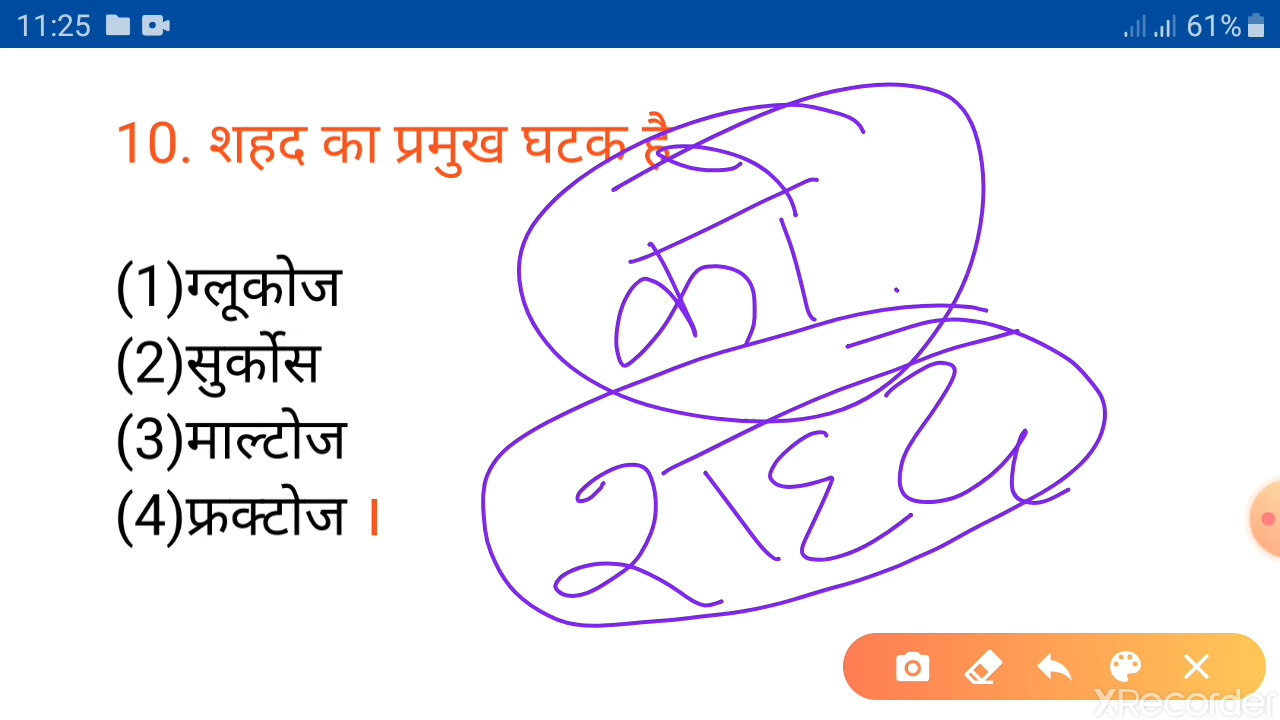 11:25 61%
10. शहद का प्रमुख घटक है
(1)ग्लूकोज
(2)सुर्कोस
(3)माल्टोज
(4)फ्रक्टोज ।
XRecorder